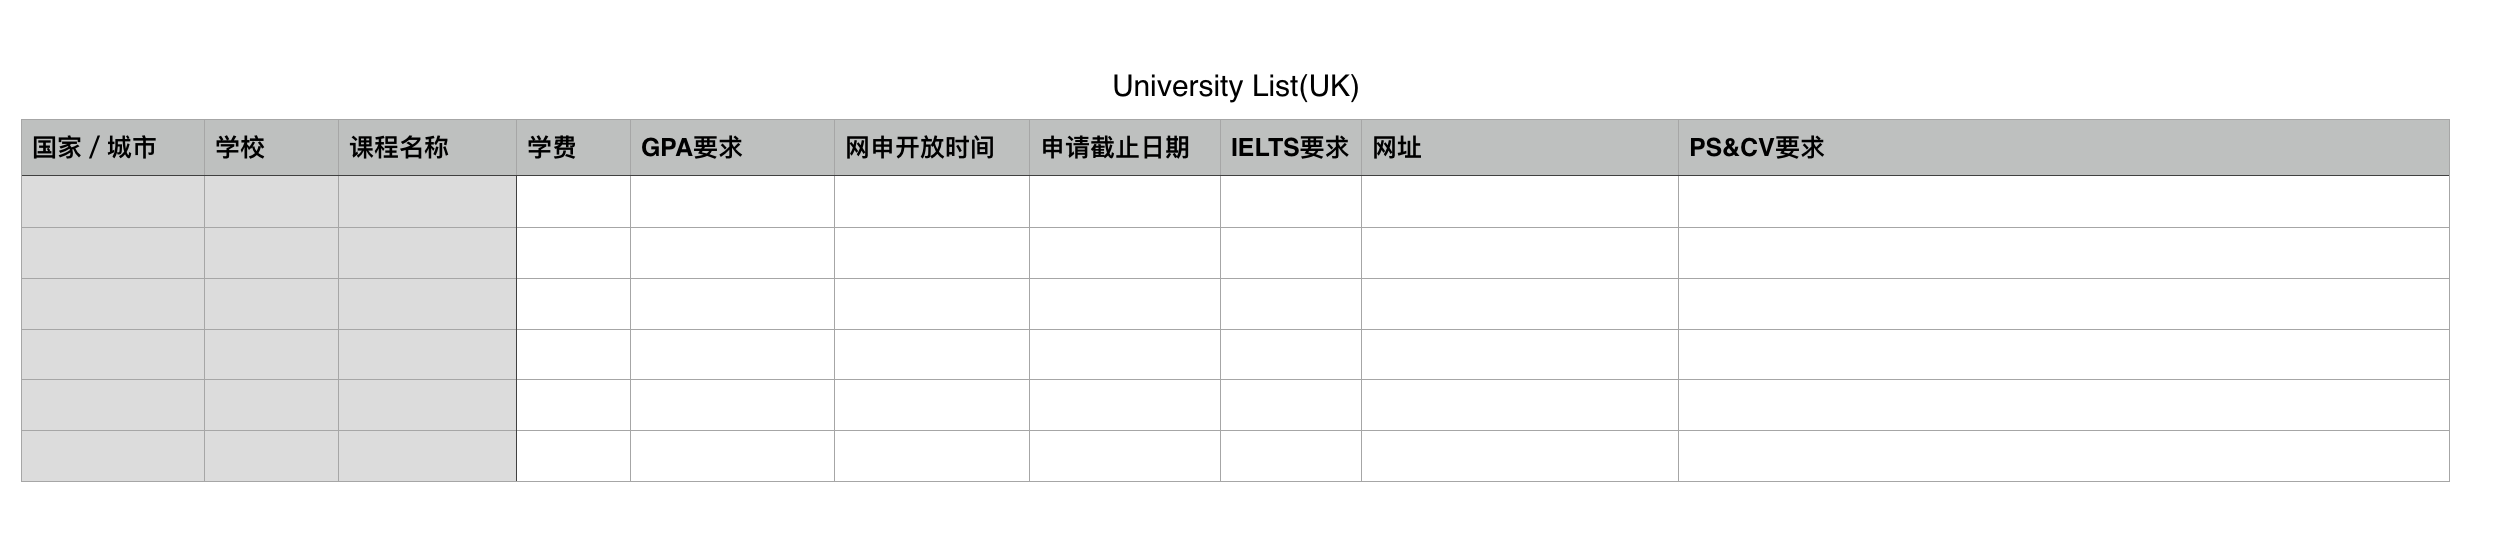 University List(UK)
国家 / 城市 学校 课程名称 学费 GPA要求 网申开放时间 申请截止日期 IELTS要求 网址 PS&CV要求